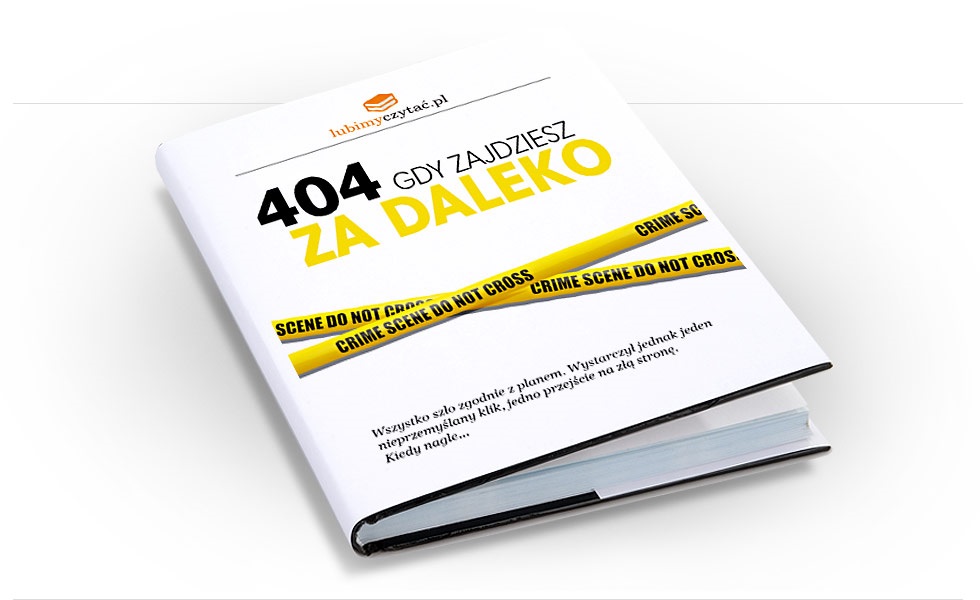 lubimyczytać.pl
404 GDY ZAJDZIESZ
ZA DALEKO
CRIME SC
SCENE DO NOT CROSS
CRIME SCENE DO NOT CROSS
CRIME SCENE DO NOT CROS
Wszystko szło zgodnie z planem. Wystarczył jednak jeden
nieprzemyślany klik, jedno przejście na złą stronę.
Kiedy nagle...